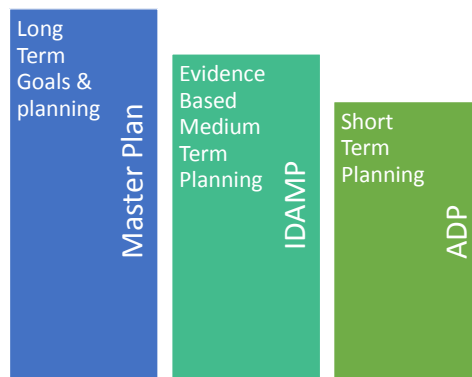 Long
Term
Goals &
planning
Master Plan
Evidence
Based
Medium
Term
Planning
IDAMP
Short
Term
Planning
ADP